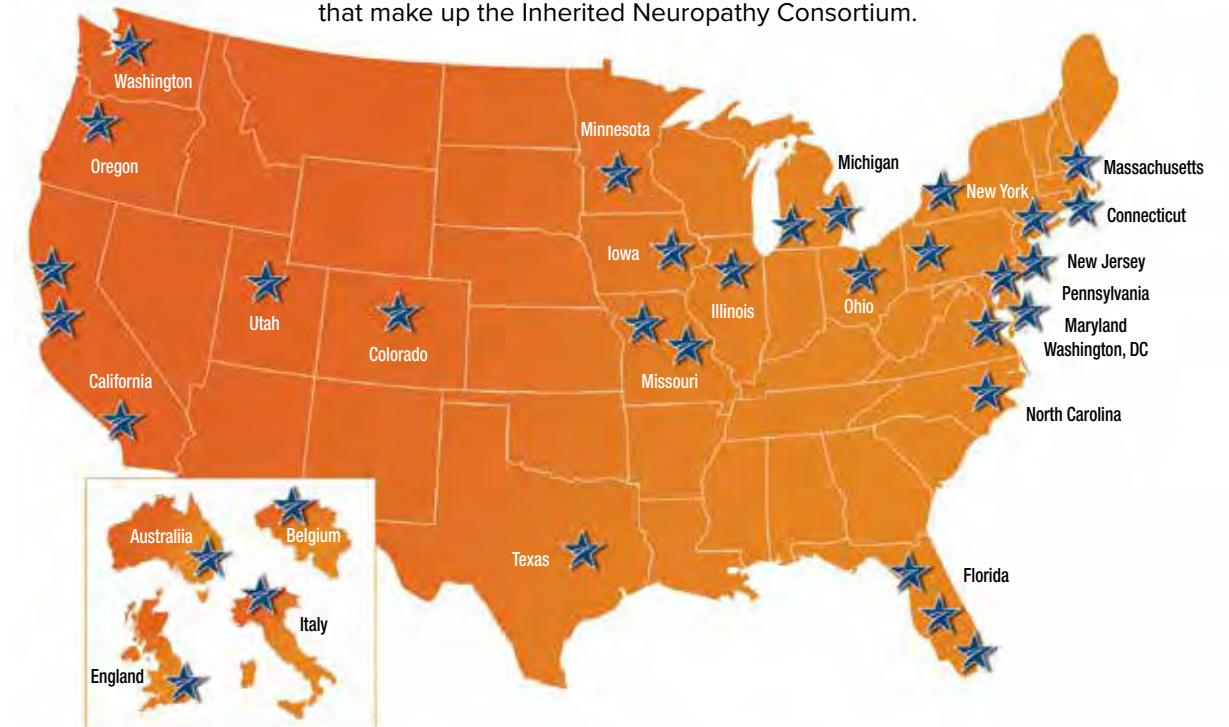 that make up the Inherited Neuropathy Consortium.
Washington
Oregon
Minnesota
Michigan
New York
Massachusetts
Connecticut
Iowa
Illinois
Ohio
New Jersey
Pennsylvania
Maryland
Washington, DC
Utah
Colorado
Missouri
California
North Carolina
Texas
Florida
Australiia
Belgium
Italy
England